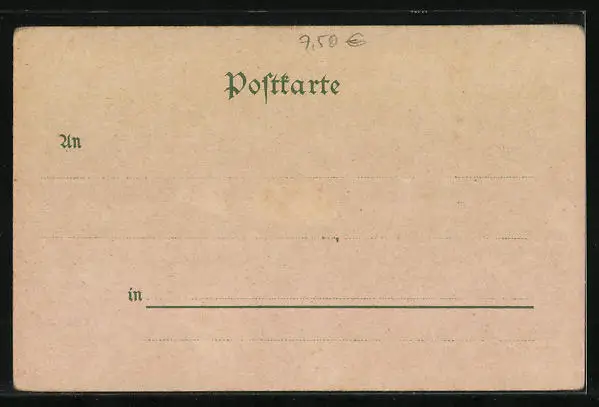 7,50 €
Postkarte
An
in